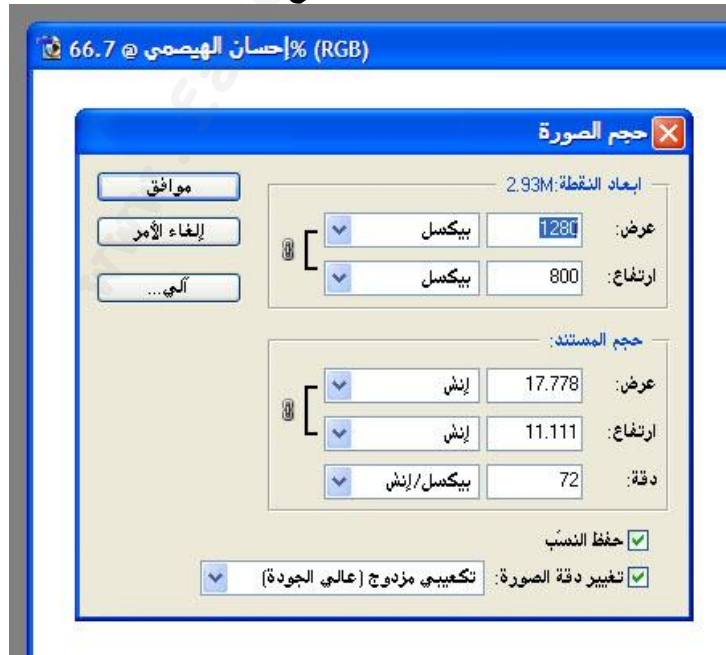 إحسان الهيصمي @ 66.7% (RGB)
حجم الصورة
ابعاد النقطة: 2.93M
عرض: 1280 بيكسل
ارتفاع: 800 بيكسل
حجم المستند:
عرض: 17.778 إنش
ارتفاع: 11.111 إنش
دقة: 72 بيكسل/إنش
حفظ النسَب
تغيير دقة الصورة: تكعيبي مزدوج (عالي الجودة)
موافق
إلغاء الأمر
آلي...